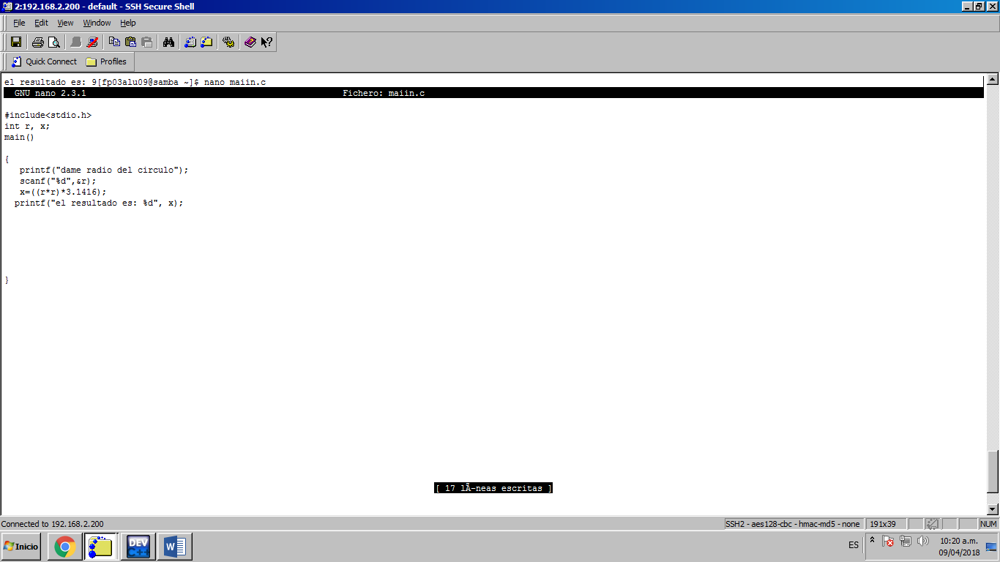 2:192.168.2.200 - default - SSH Secure Shell
File Edit View Window Help
Quick Connect Profiles
el resultado es: 9[fp03alu09@samba ~]$ nano maiin.c
GNU nano 2.3.1 Fichero: maiin.c
#include<stdio.h>
int r, x;
main()
{
printf("dame radio del circulo");
scanf("%d",&r);
x=((r*r)*3.1416);
printf("el resultado es: %d", x);
}
[ 17 lÃ-neas escritas ]
Connected to 192.168.2.200 SSH2 - aes128-cbc - hmac-md5 - none 191x39 NUM
Inicio DEV C++ W ES 10:20 a.m.
09/04/2018